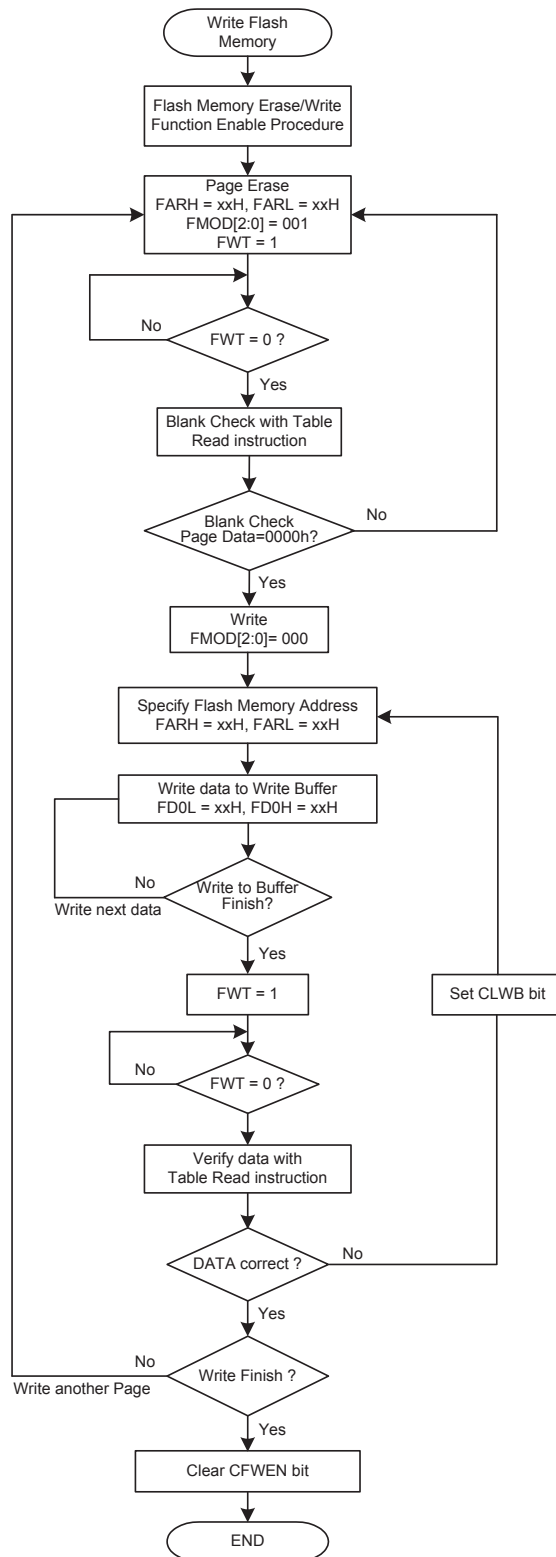 Write Flash
Memory
Flash Memory Erase/Write
Function Enable Procedure
Page Erase
FARH = xxH, FARL = xxH
FMOD[2:0] = 001
FWT = 1
No
FWT = 0 ?
Yes
Blank Check with Table
Read instruction
Blank Check
Page Data=0000h?
No
Yes
Write
FMOD[2:0]= 000
Specify Flash Memory Address
FARH = xxH, FARL = xxH
Write data to Write Buffer
FD0L = xxH, FD0H = xxH
No
Write next data
Write to Buffer
Finish?
Yes
FWT = 1
Set CLWB bit
No
FWT = 0 ?
Yes
Verify data with
Table Read instruction
DATA correct ?
No
Yes
No
Write another Page
Write Finish ?
Yes
Clear CFWEN bit
END